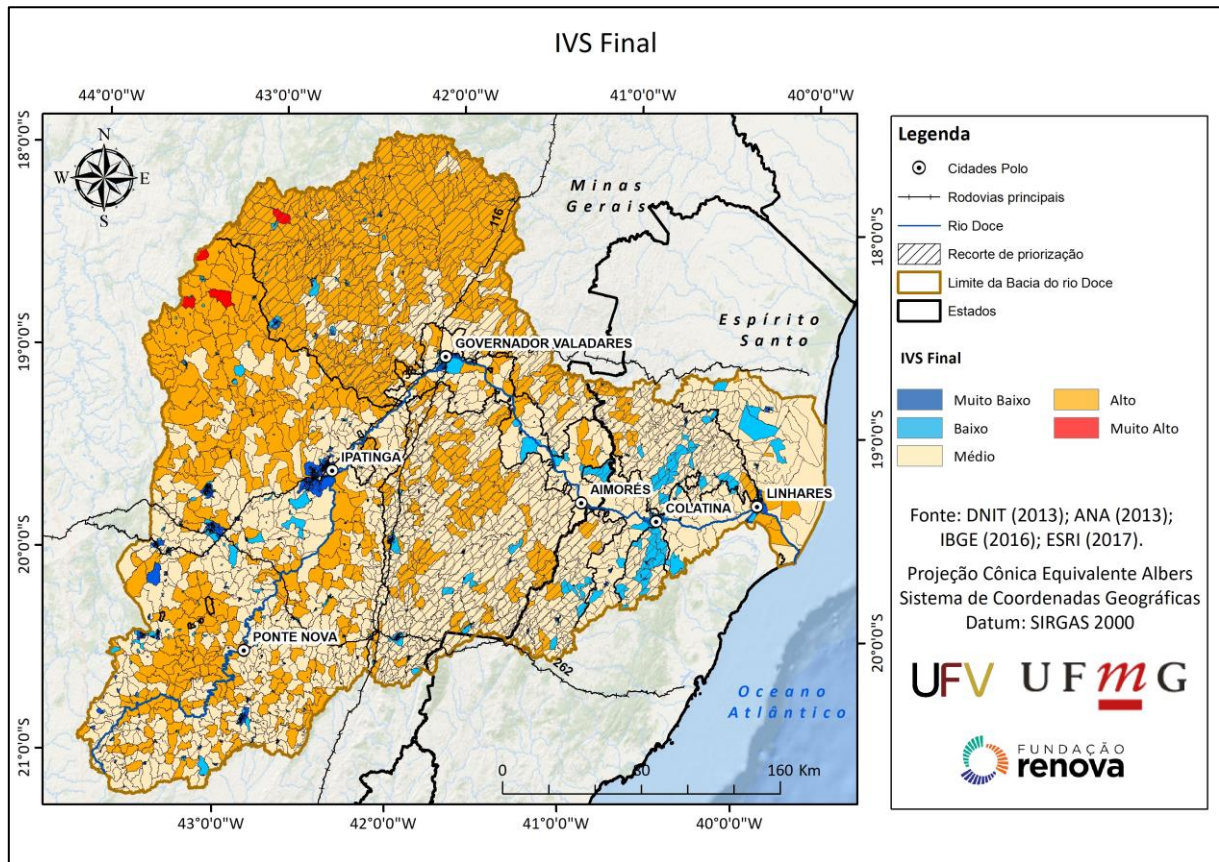 IVS Final
44°0'0"W
43°0'0"W
42°0'0"W
41°0'0"W
40°0'0"W
18°0'0"S
19°0'0"S
20°0'0"S
21°0'0"S
N
W
E
S
Minas
Gerais
116
Espírito
Santo
GOVERNADOR VALADARES
IPATINGA
AIMORÉS
COLATINA
LINHARES
PONTE NOVA
262
Oceano
Atlântico
0
80
160 Km
18°0'0"S
19°0'0"S
20°0'0"S
43°0'0"W
42°0'0"W
41°0'0"W
40°0'0"W
Legenda
Cidades Polo
Rodovias principais
Rio Doce
Recorte de priorização
Limite da Bacia do rio Doce
Estados
IVS Final
Muito Baixo
Alto
Baixo
Muito Alto
Médio
Fonte: DNIT (2013); ANA (2013);
IBGE (2016); ESRI (2017).
Projeção Cônica Equivalente Albers
Sistema de Coordenadas Geográficas
Datum: SIRGAS 2000
UFV
UFmG
FUNDAÇÃO
renova